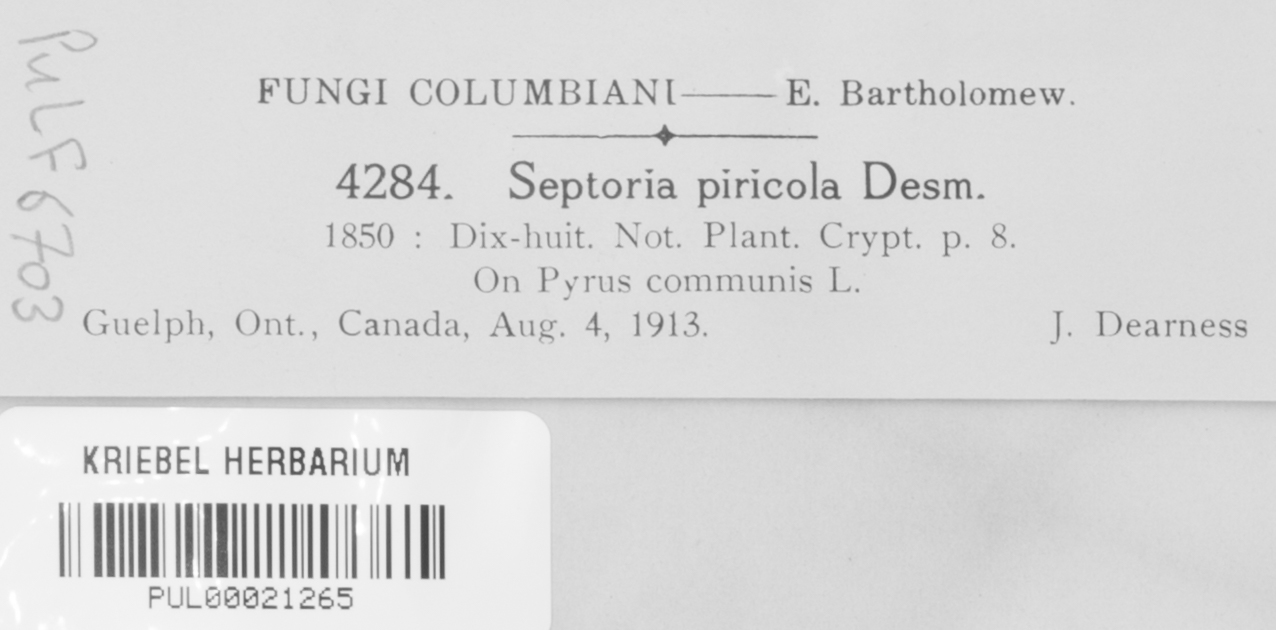 FUNGI COLUMBIANI—E. Bartholomew.
4284. Septoria piricola Desm.
1850 : Dix-huit. Not. Plant. Crypt. p. 8.
On Pyrus communis L.
Guelph, Ont., Canada, Aug. 4, 1913. J. Dearness
PULF6703
KRIEBEL HERBARIUM
PUL00021265